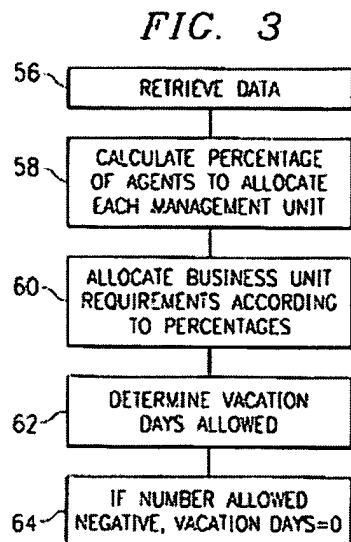 FIG. 3
56
RETRIEVE DATA
58
CALCULATE PERCENTAGE
OF AGENTS TO ALLOCATE
EACH MANAGEMENT UNIT
60
ALLOCATE BUSINESS UNIT
REQUIREMENTS ACCORDING
TO PERCENTAGES
62
DETERMINE VACATION
DAYS ALLOWED
64
IF NUMBER ALLOWED
NEGATIVE, VACATION DAYS=0